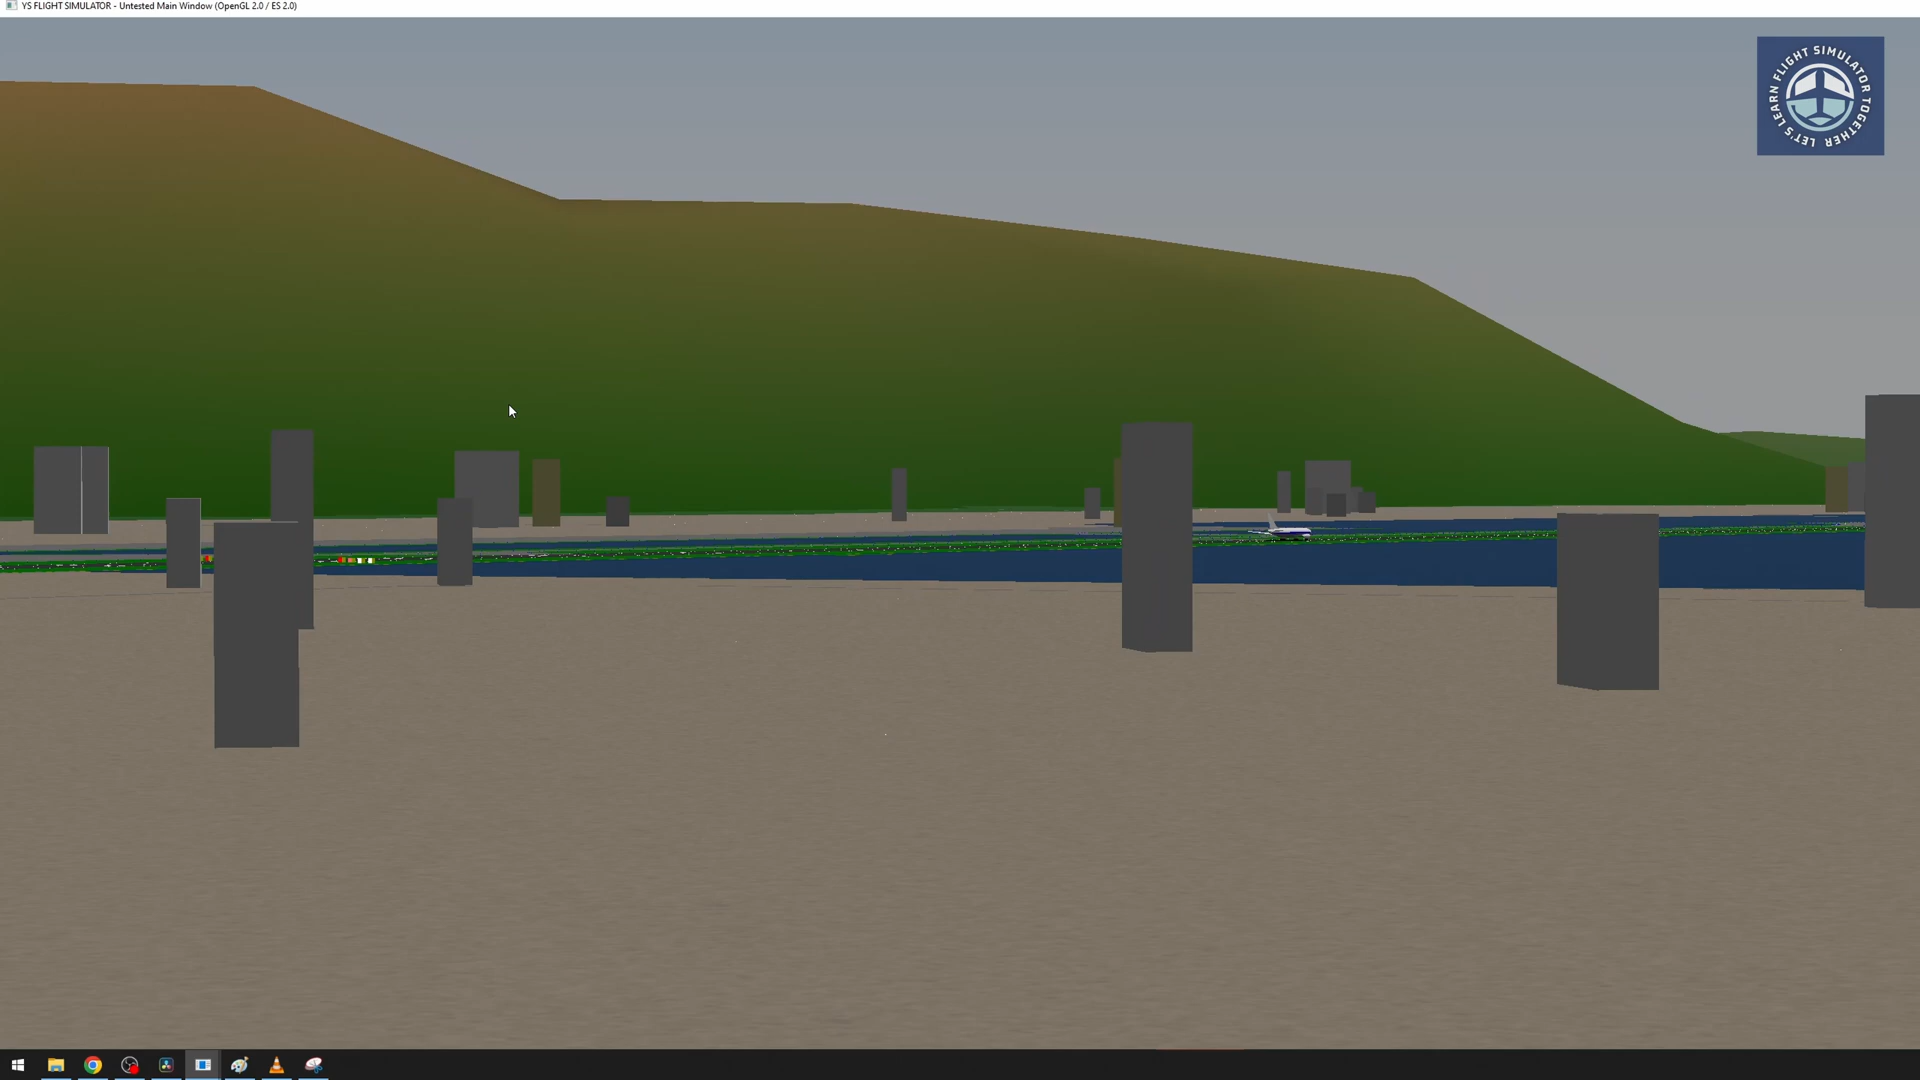 YS FLIGHT SIMULATOR - Untested Main Window (OpenGL 2.0 / ES 2.0)
LET'S LEARN FLIGHT SIMULATOR TOGETHER